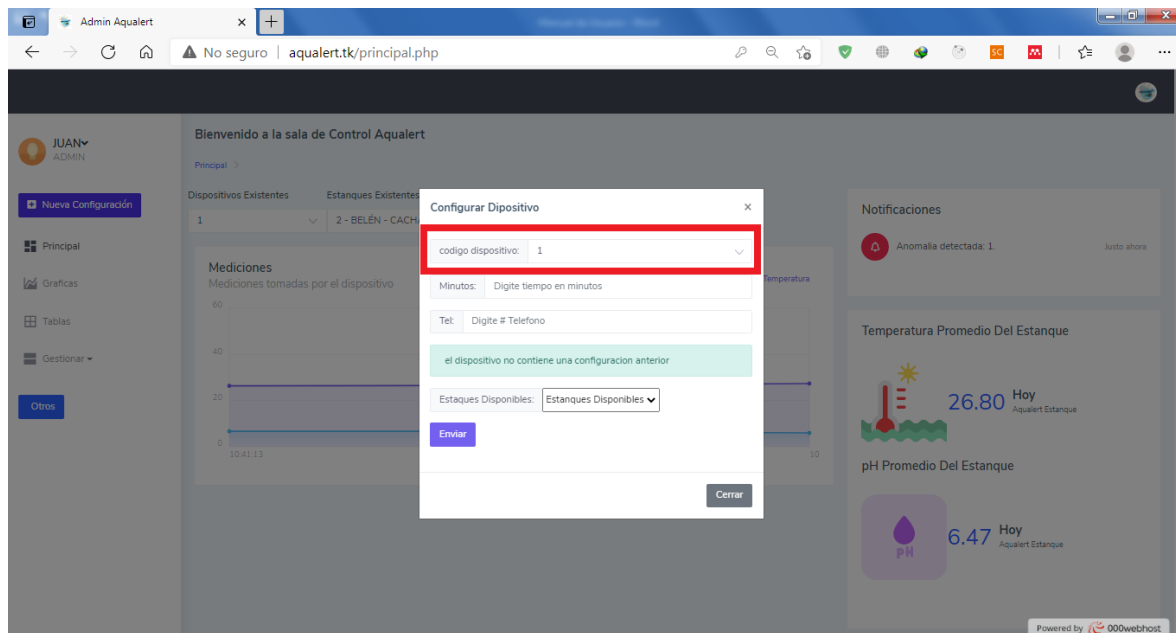 Admin Aqualert
No seguro | aqualert.tk/principal.php
JUAN
ADMIN
Nueva Configuración
Principal
Graficas
Tablas
Gestionar
Otros
Bienvenido a la sala de Control Aqualert
Principal >
Dispositivos Existentes Estanques Existentes
1 2 - BELÉN - CACH
Mediciones
Mediciones tomadas por el dispositivo
Temperatura
60
40
20
0
10:41:13 10
Configurar Dipositivo ×
codigo dispositivo: 1
Minutos: Digite tiempo en minutos
Tel: Digite # Telefono
el dispositivo no contiene una configuracion anterior
Estaques Disponibles: Estanques Disponibles
Enviar
Cerrar
Notificaciones
Anomalia detectada: 1. Justo ahora
Temperatura Promedio Del Estanque
26.80 Hoy
Aqualert Estanque
pH Promedio Del Estanque
pH
6.47 Hoy
Aqualert Estanque
Powered by 000webhost